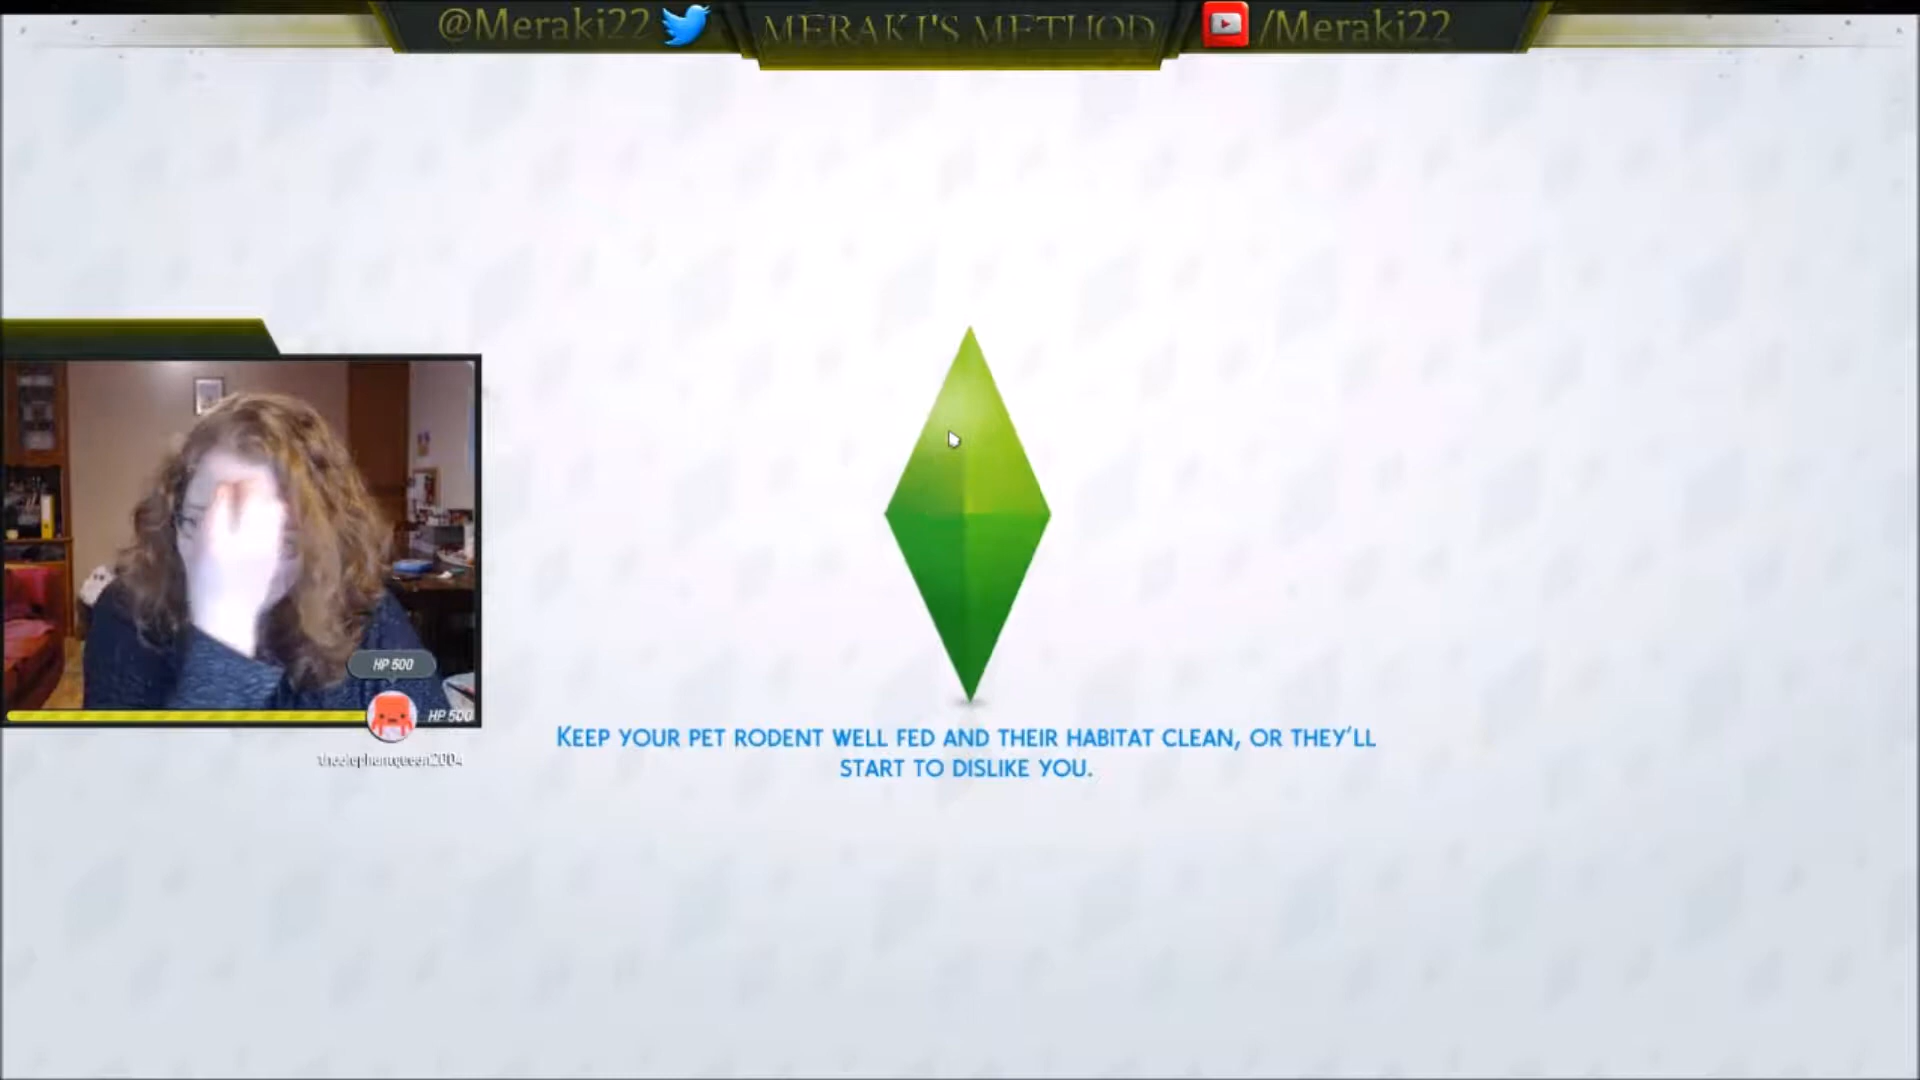 @Meraki22
MERAKI'S METHOD
/Meraki22
HP 500
HP 500
KEEP YOUR PET RODENT WELL FED AND THEIR HABITAT CLEAN, OR THEY'LL
START TO DISLIKE YOU.